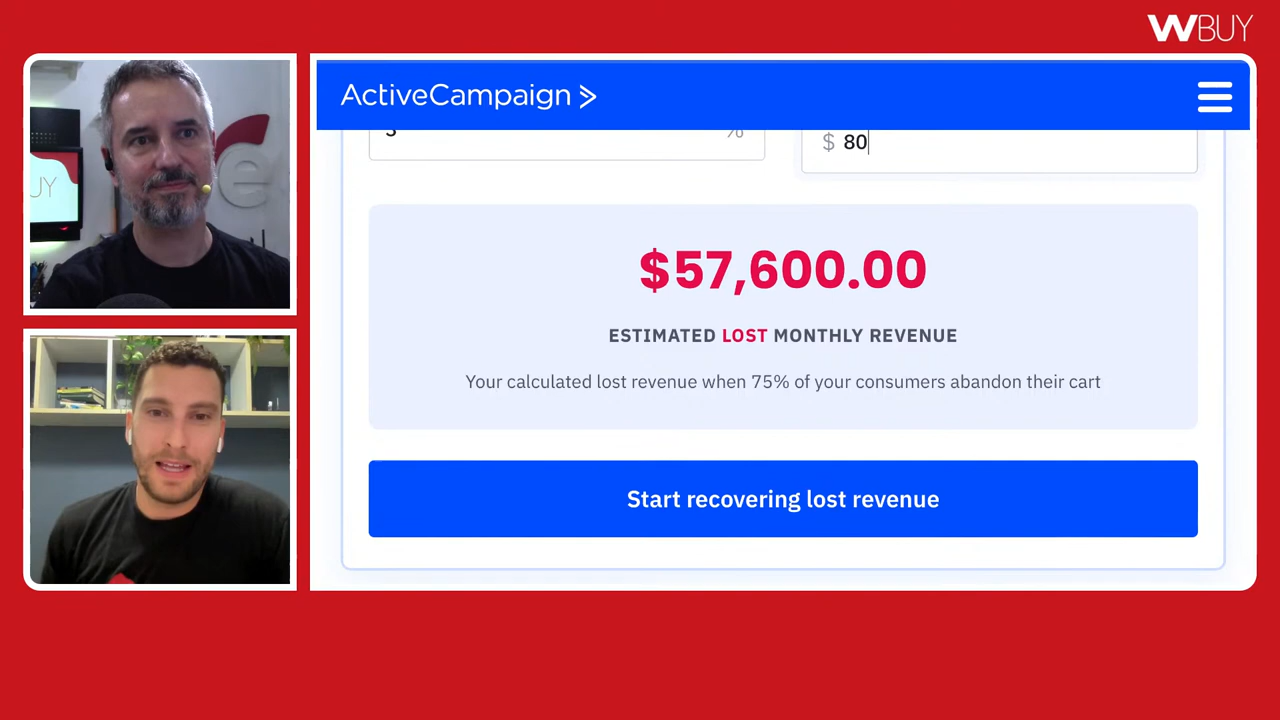 WBUY
UY
ActiveCampaign
%
$ 80
$57,600.00
ESTIMATED LOST MONTHLY REVENUE
Your calculated lost revenue when 75% of your consumers abandon their cart
Start recovering lost revenue